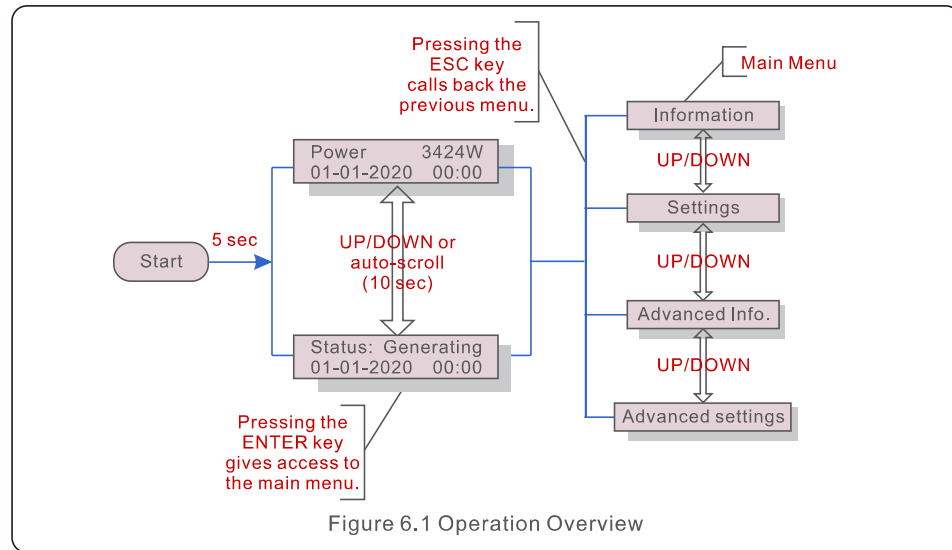 Pressing the
ESC key
calls back the
previous menu.
Main Menu
Information
UP/DOWN
Settings
UP/DOWN
Advanced Info.
UP/DOWN
Advanced settings
Power 3424W
01-01-2020 00:00
5 sec
Start
UP/DOWN or
auto-scroll
(10 sec)
Status: Generating
01-01-2020 00:00
Pressing the
ENTER key
gives access to
the main menu.
Figure 6.1 Operation Overview